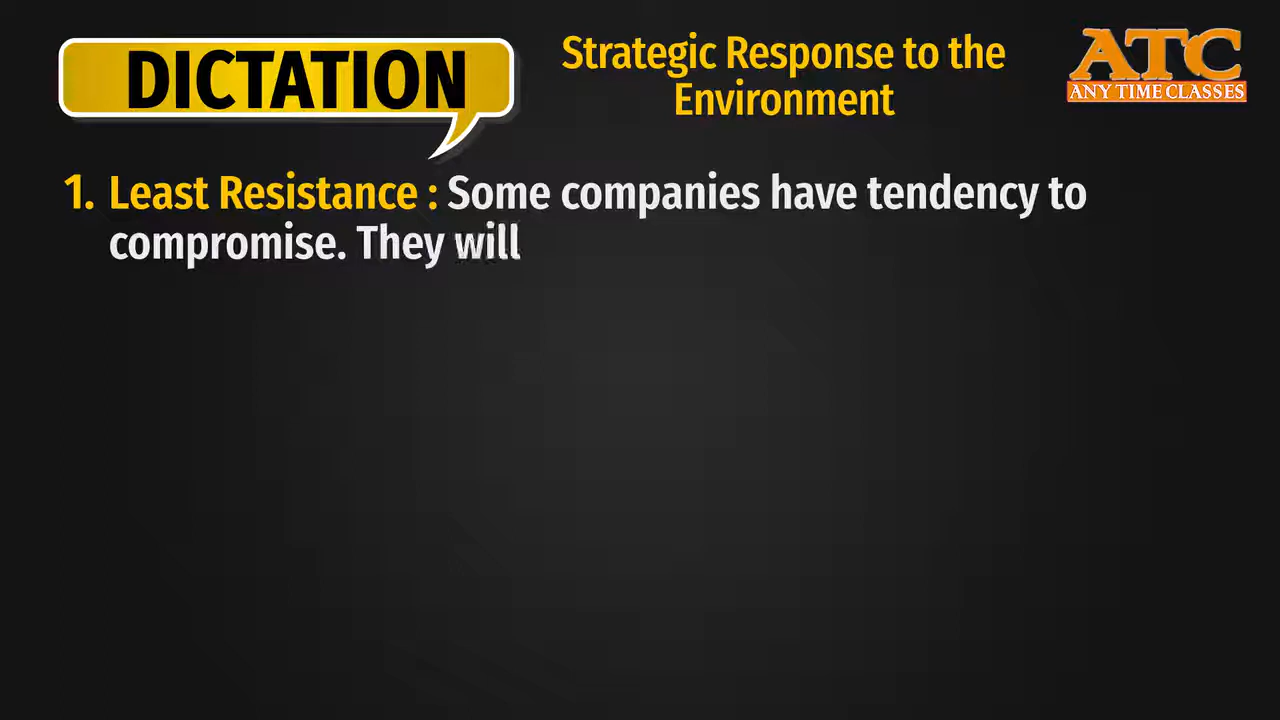 DICTATION
Strategic Response to the
Environment
ATC
ANY TIME CLASSES
1. Least Resistance : Some companies have tendency to
compromise. They will